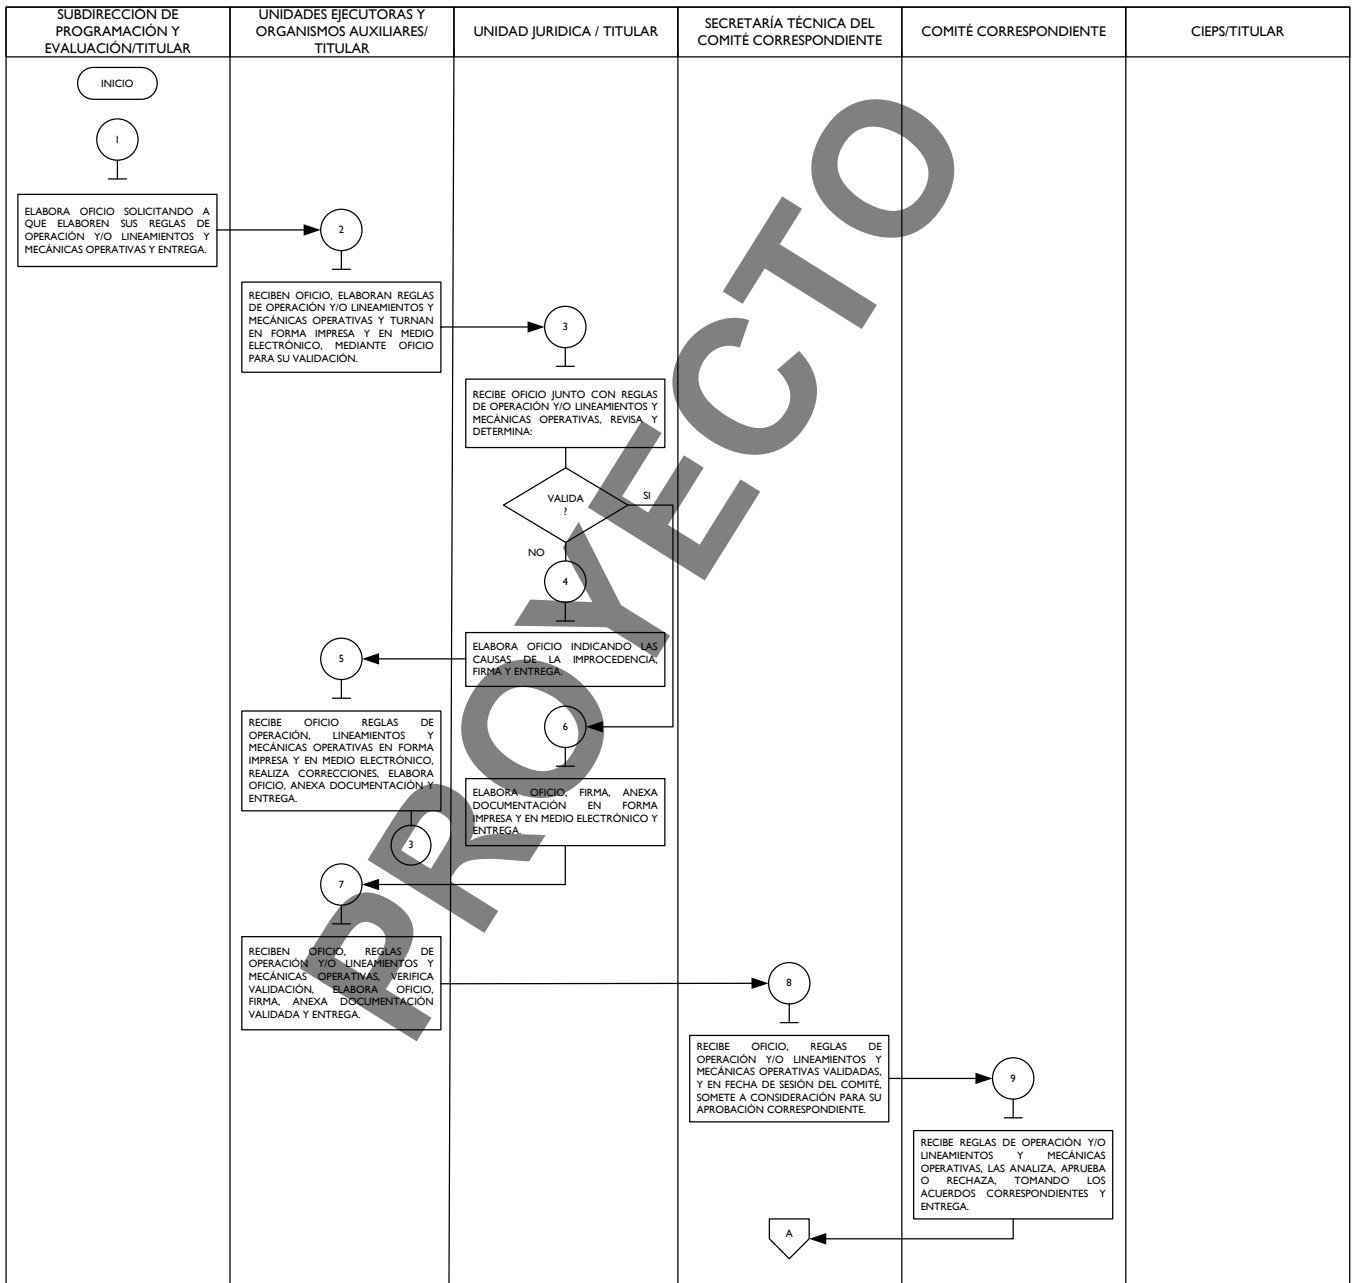 SUBDIRECCIÓN DE
PROGRAMACIÓN Y
EVALUACIÓN/TITULAR
UNIDADES EJECUTORAS Y
ORGANISMOS AUXILIARES/
TITULAR
UNIDAD JURIDICA / TITULAR
SECRETARÍA TÉCNICA DEL
COMITÉ CORRESPONDIENTE
COMITÉ CORRESPONDIENTE
CIEPS/TITULAR
INICIO
1
ELABORA OFICIO SOLICITANDO A
QUE ELABOREN SUS REGLAS DE
OPERACIÓN Y/O LINEAMIENTOS Y
MECÁNICAS OPERATIVAS Y ENTREGA.
2
RECIBEN OFICIO, ELABORAN REGLAS
DE OPERACIÓN Y/O LINEAMIENTOS Y
MECÁNICAS OPERATIVAS Y TURNAN
EN FORMA IMPRESA Y EN MEDIO
ELECTRÓNICO, MEDIANTE OFICIO
PARA SU VALIDACIÓN.
3
RECIBE OFICIO JUNTO CON REGLAS
DE OPERACIÓN Y/O LINEAMIENTOS Y
MECÁNICAS OPERATIVAS, REVISA Y
DETERMINA:
VALIDA
?
SI
NO
4
ELABORA OFICIO INDICANDO LAS
CAUSAS DE LA IMPROCEDENCIA,
FIRMA Y ENTREGA.
5
RECIBE OFICIO REGLAS DE
OPERACIÓN, LINEAMIENTOS Y
MECÁNICAS OPERATIVAS EN FORMA
IMPRESA Y EN MEDIO ELECTRÓNICO,
REALIZA CORRECCIONES, ELABORA
OFICIO, ANEXA DOCUMENTACIÓN Y
ENTREGA.
3
6
ELABORA OFICIO, FIRMA, ANEXA
DOCUMENTACIÓN EN FORMA
IMPRESA Y EN MEDIO ELECTRÓNICO Y
ENTREGA.
7
RECIBEN OFICIO, REGLAS DE
OPERACIÓN Y/O LINEAMIENTOS Y
MECÁNICAS OPERATIVAS, VERIFICA
VALIDACIÓN, ELABORA OFICIO,
FIRMA, ANEXA DOCUMENTACIÓN
VALIDADA Y ENTREGA.
8
RECIBE OFICIO, REGLAS DE
OPERACIÓN Y/O LINEAMIENTOS Y
MECÁNICAS OPERATIVAS VALIDADAS,
Y EN FECHA DE SESIÓN DEL COMITÉ,
SOMETE A CONSIDERACIÓN PARA SU
APROBACIÓN CORRESPONDIENTE.
9
RECIBE REGLAS DE OPERACIÓN Y/O
LINEAMIENTOS Y MECÁNICAS
OPERATIVAS, LAS ANALIZA, APRUEBA
O RECHAZA, TOMANDO LOS
ACUERDOS CORRESPONDIENTES Y
ENTREGA.
A
PROYECTO